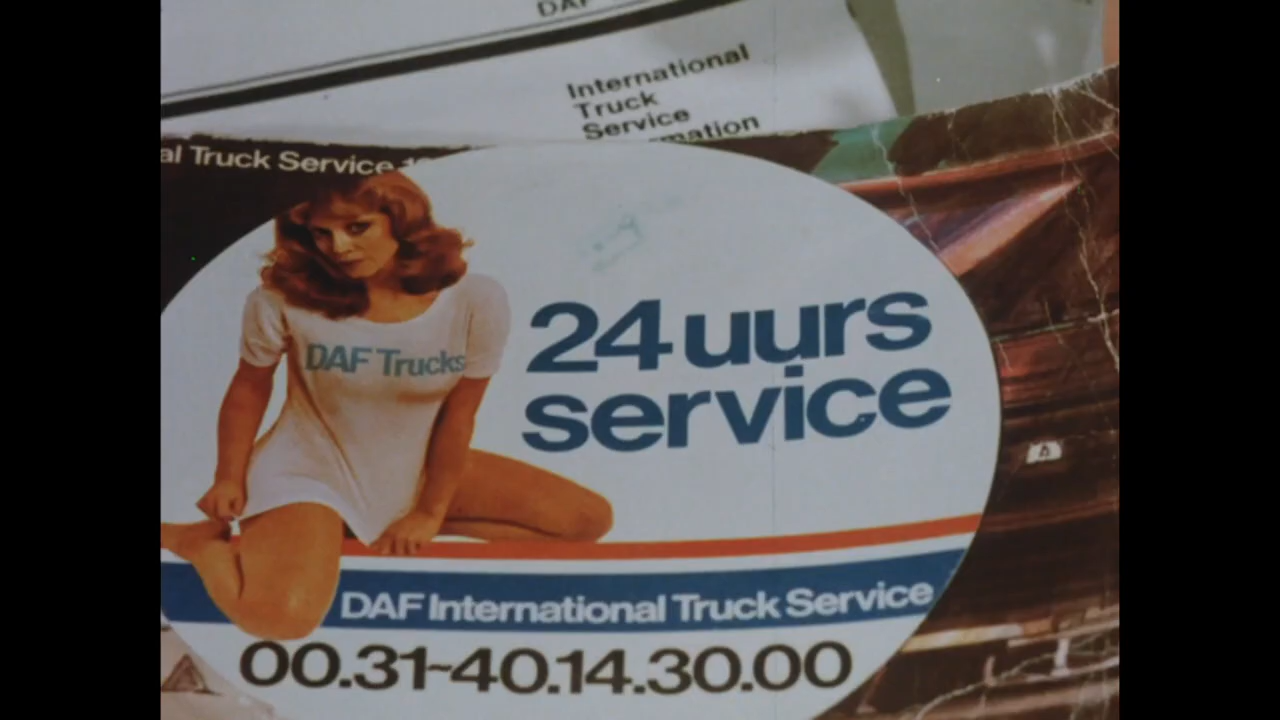 DAF
International
Truck
Service
mation
al Truck Service
DAF Trucks
24 uurs
service
DAF International Truck Service
00.31-40.14.30.00